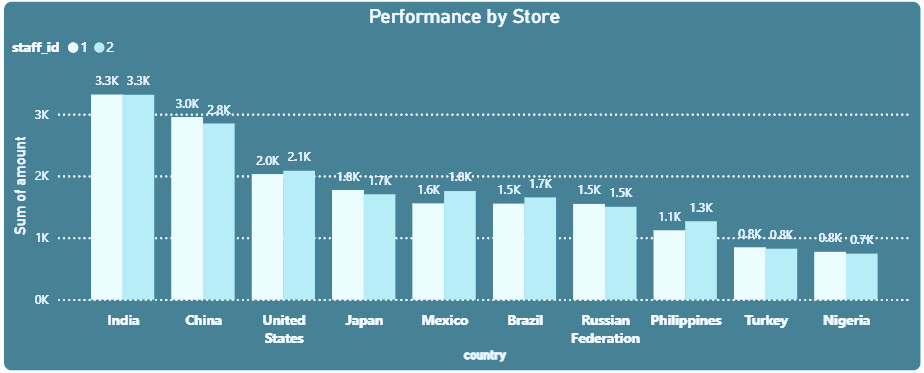 Performance by Store
staff_id 1 2
Sum of amount
3K
2K
1K
0K
3.3K 3.3K
3.0K 2.8K
2.0K 2.1K
1.8K 1.7K
1.6K 1.8K
1.5K 1.7K
1.5K 1.5K
1.1K 1.3K
0.8K 0.8K
0.8K 0.7K
India
China
United
States
Japan
Mexico
Brazil
Russian
Federation
Philippines
Turkey
Nigeria
country